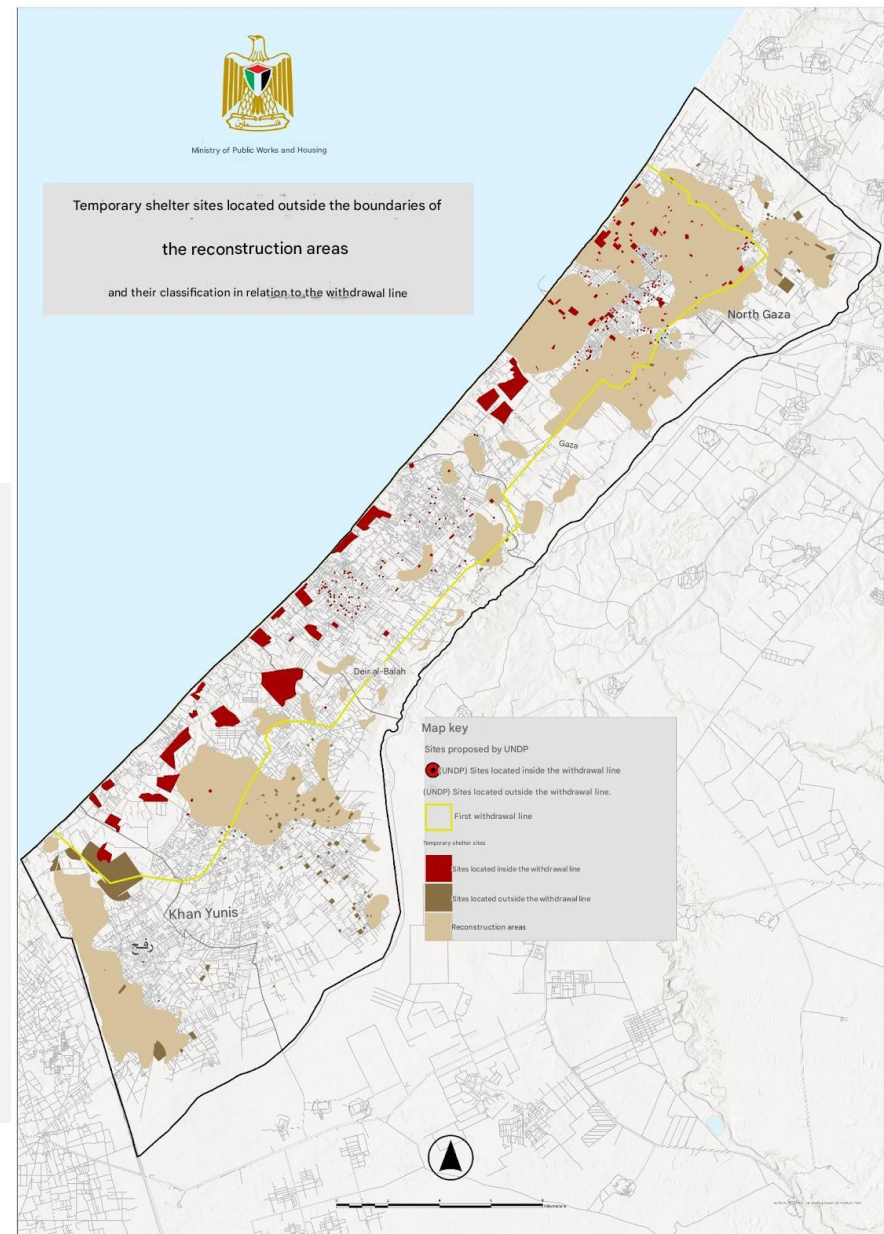 فلسطين
Ministry of Public Works and Housing
Temporary shelter sites located outside the boundaries of
the reconstruction areas
and their classification in relation to the withdrawal line
North Gaza
Gaza
Deir al-Balah
Khan Yunis
رفح
Map key
Sites proposed by UNDP
(UNDP) Sites located inside the withdrawal line
(UNDP) Sites located outside the withdrawal line.
First withdrawal line
Temporary shelter sites
Sites located inside the withdrawal line
Sites located outside the withdrawal line
Reconstruction areas